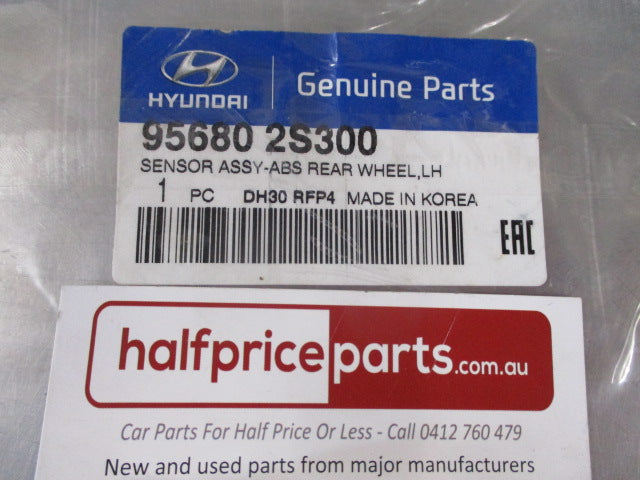 HYUNDAI
Genuine Parts
95680 2S300
SENSOR ASSY-ABS REAR WHEEL,LH
1 PC DH30 RFP4 MADE IN KOREA
EAC
halfpriceparts.com.au
Car Parts For Half Price Or Less - Call 0412 760 479
New and used parts from major manufacturers